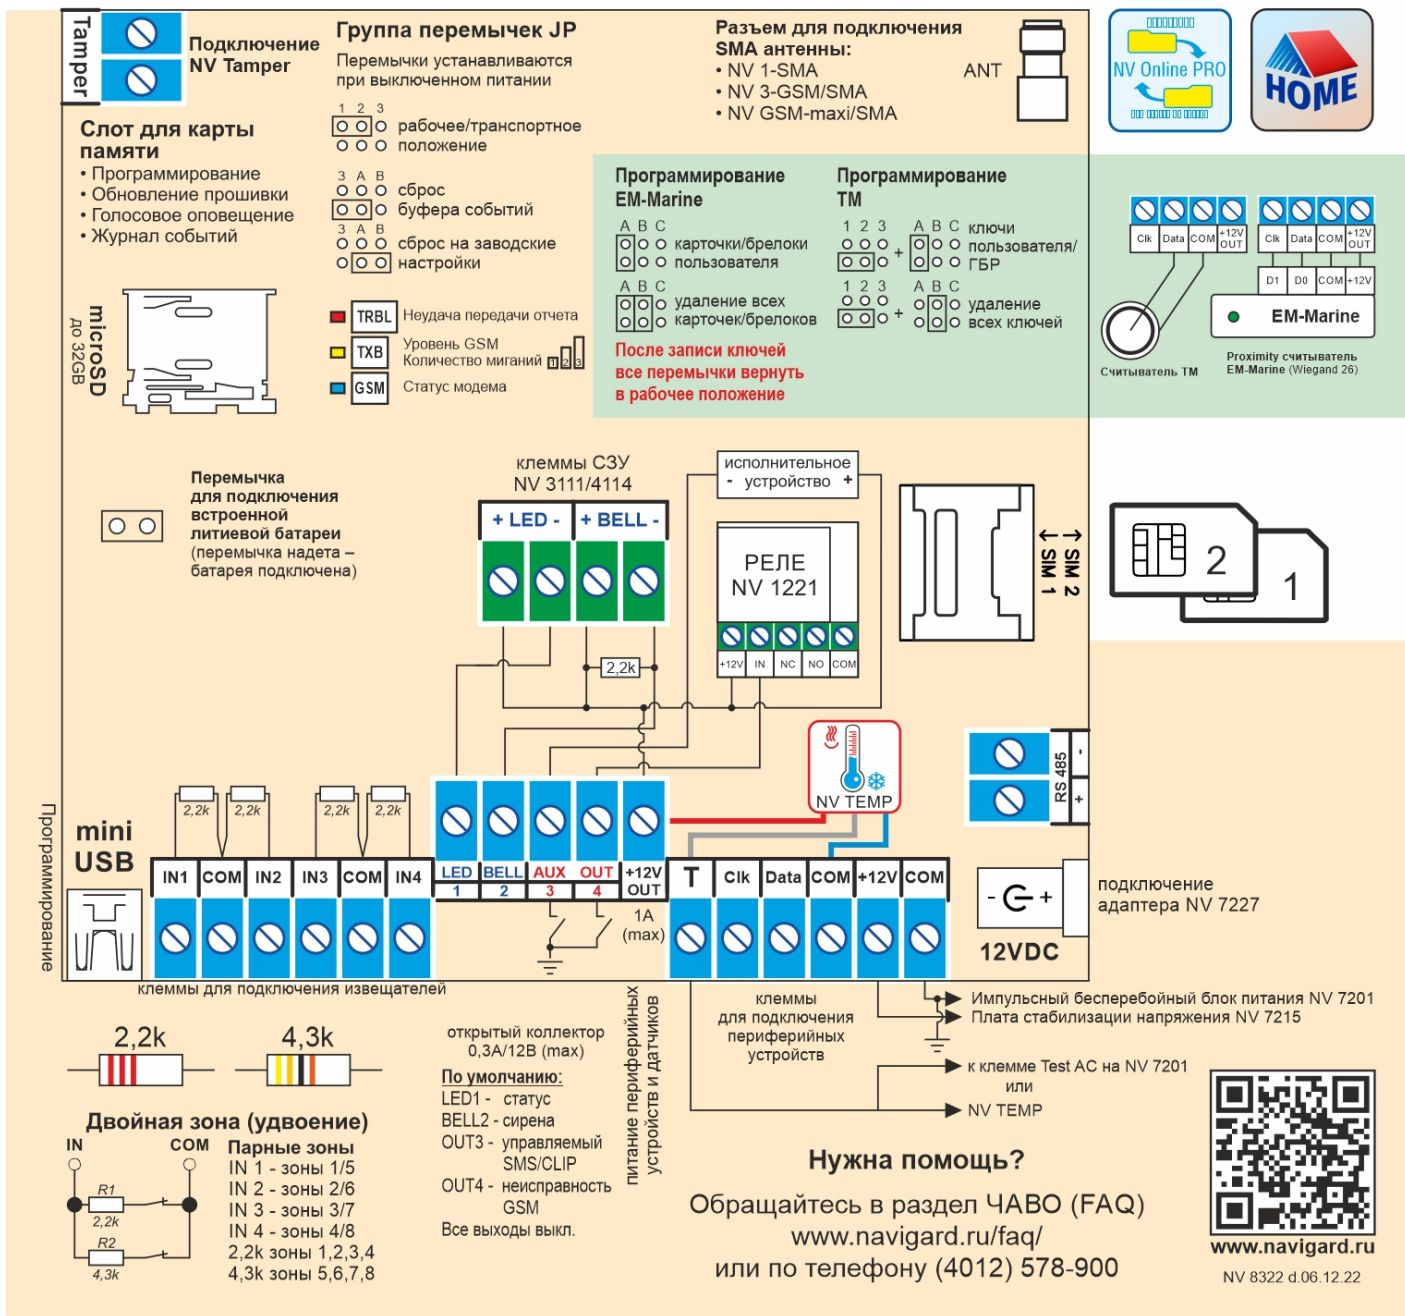 Tamper
Подключение
NV Tamper
Слот для карты
памяти
• Программирование
• Обновление прошивки
• Голосовое оповещение
• Журнал событий
microSD
до 32GB
Группа перемычек JP
Перемычки устанавливаются
при выключенном питании
1 2 3
рабочее/транспортное
положение
3 A B
сброс
буфера событий
3 A B
сброс на заводские
настройки
TRBL Неудача передачи отчета
TXB Уровень GSM
Количество миганий 1 2 3
GSM Статус модема
Разъем для подключения
SMA антенны:
• NV 1-SMA
• NV 3-GSM/SMA
• NV GSM-maxi/SMA
ANT
NV Online PRO
HOME
Программирование
EM-Marine
A B C
карточки/брелоки
пользователя
A B C
удаление всех
карточек/брелоков
После записи ключей
все перемычки вернуть
в рабочее положение
Программирование
TM
1 2 3 A B C ключи
+ пользователя/
ГБР
1 2 3 A B C
+ удаление
всех ключей
Clk Data COM +12V OUT
Считыватель TM
Clk Data COM +12V OUT
D1 D0 COM +12V
EM-Marine
Proximity считыватель
EM-Marine (Wiegand 26)
Перемычка
для подключения
встроенной
литиевой батареи
(перемычка надета –
батарея подключена)
клеммы СЗУ
NV 3111/4114
+ LED - + BELL -
2,2k
исполнительное
- устройство +
РЕЛЕ
NV 1221
+12V IN NC NO COM
SIM 1
SIM 2
2
1
NV TEMP
RS 485
- +
Программирование
mini
USB
2,2k 2,2k 2,2k 2,2k
IN1 COM IN2 IN3 COM IN4
клеммы для подключения извещателей
LED BELL AUX OUT +12V
1 2 3 4 OUT
1A
(max)
T Clk Data COM +12V COM
- +
12VDC
подключение
адаптера NV 7227
Импульсный бесперебойный блок питания NV 7201
Плата стабилизации напряжения NV 7215
к клемме Test AC на NV 7201
или
NV TEMP
клеммы
для подключения
периферийных
устройств
питание периферийных
устройств и датчиков
2,2k 4,3k
Двойная зона (удвоение)
IN COM
R1
2,2k
R2
4,3k
Парные зоны
IN 1 - зоны 1/5
IN 2 - зоны 2/6
IN 3 - зоны 3/7
IN 4 - зоны 4/8
2,2k зоны 1,2,3,4
4,3k зоны 5,6,7,8
открытый коллектор
0,3A/12В (max)
По умолчанию:
LED1 - статус
BELL2 - сирена
OUT3 - управляемый
SMS/CLIP
OUT4 - неисправность
GSM
Все выходы выкл.
Нужна помощь?
Обращайтесь в раздел ЧАВО (FAQ)
www.navigard.ru/faq/
или по телефону (4012) 578-900
www.navigard.ru
NV 8322 d.06.12.22